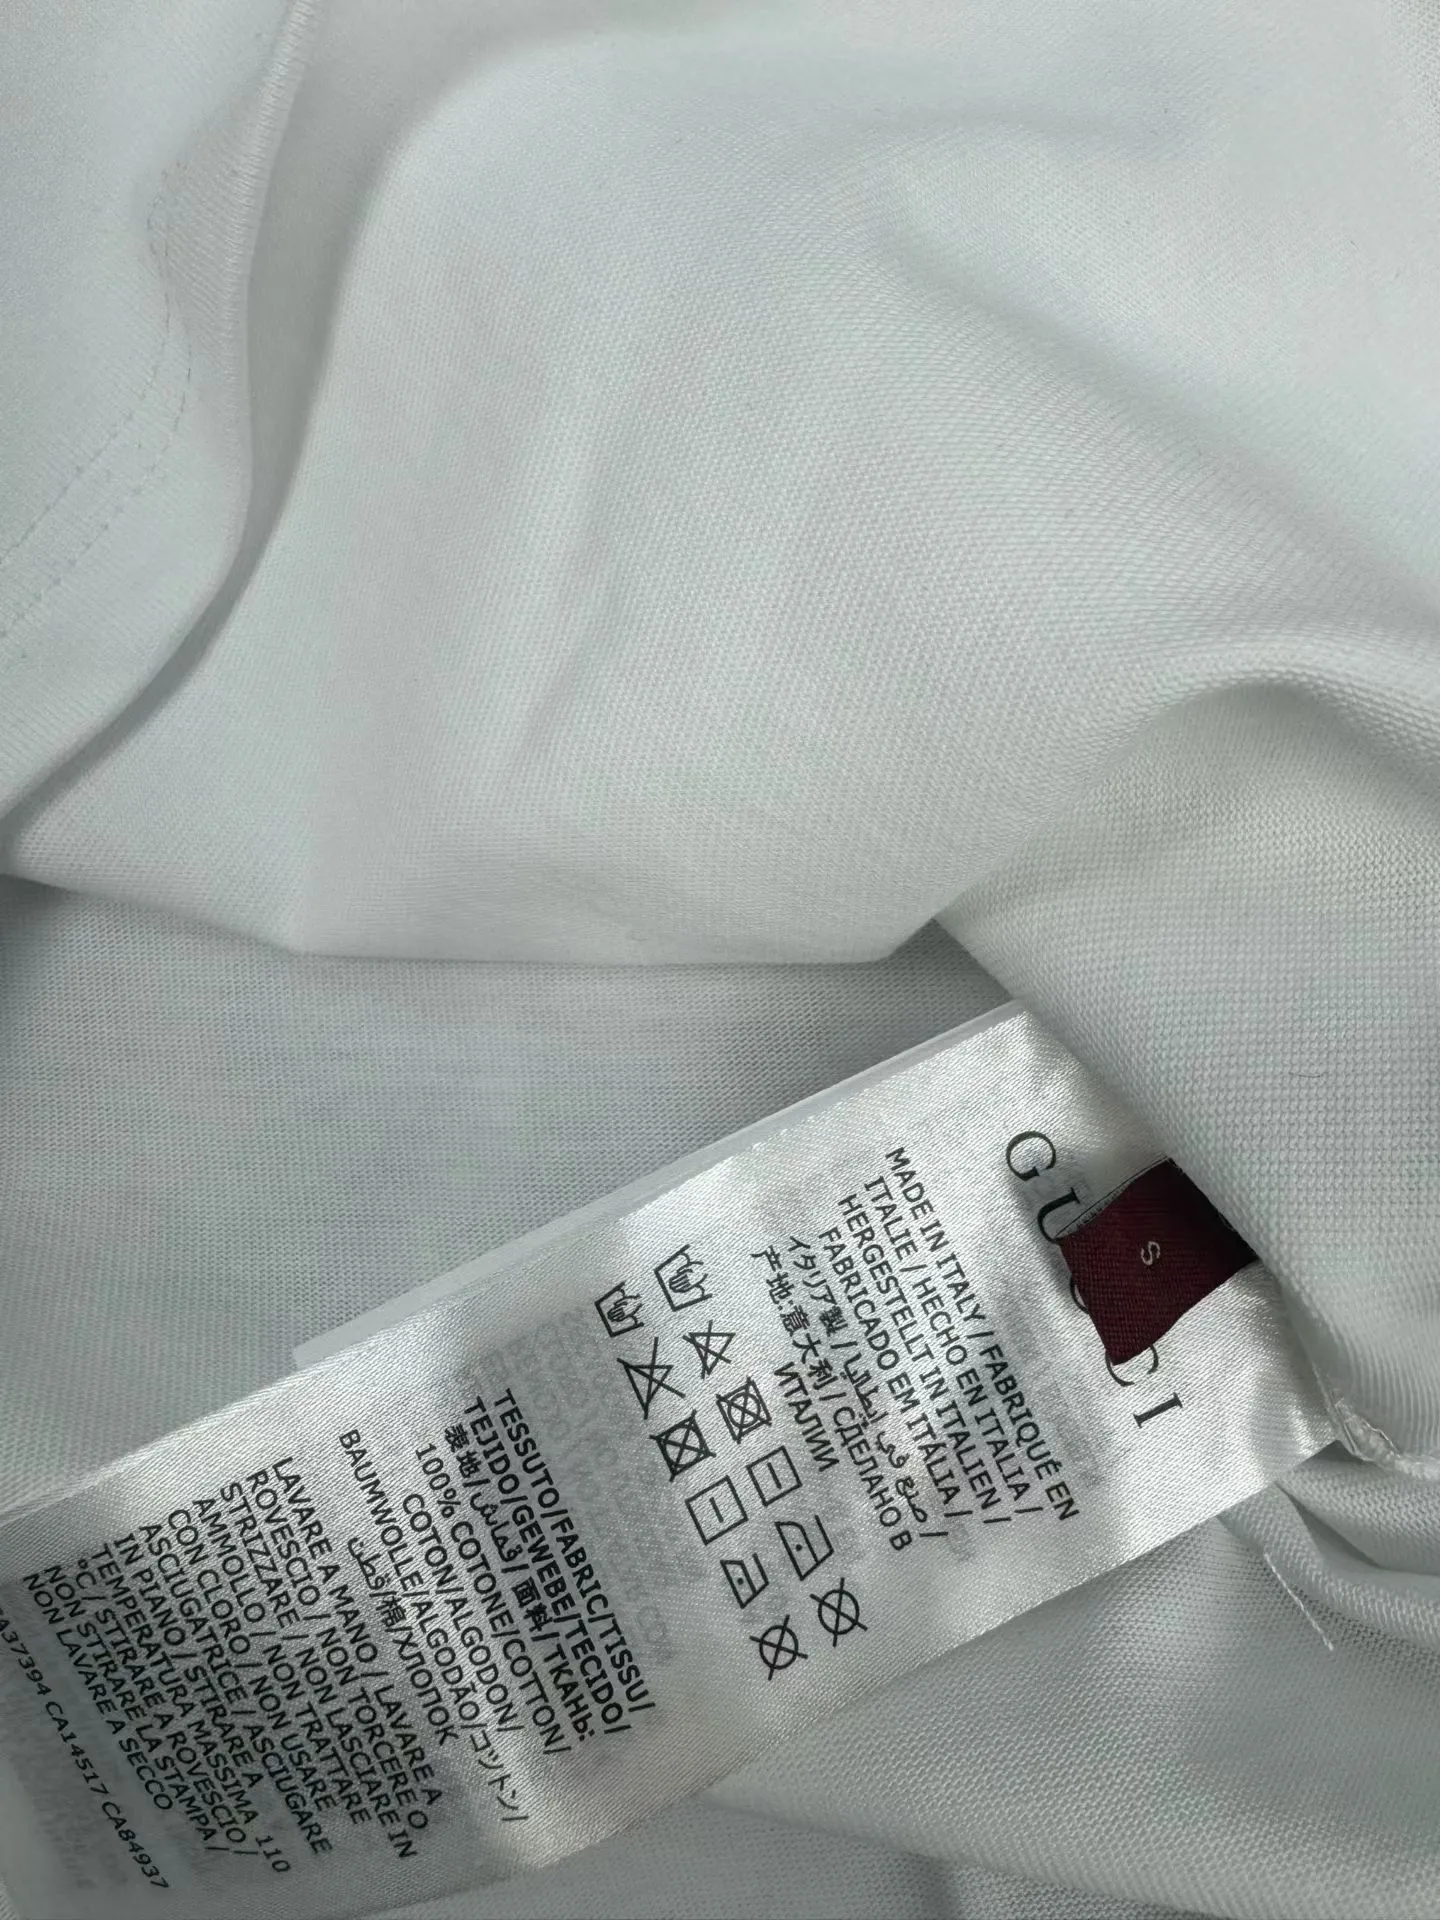 GUCCI
S
MADE IN ITALY / FABRIQUÉ EN
ITALIE / HECHO EN ITALIA /
HERGESTELLT IN ITALIEN /
FABRICADO EM ITÁLIA /
イタリア製 / صنع في إيطاليا /
产地:意大利 / СДЕЛАНО В
ИТАЛИИ
TESSUTO/FABRIC/TISSU/
TEJIDO/GEWEBE/TECIDO/
表地/قماش/面料/ТКАНЬ:
100% COTONE/COTTON/
COTON/ALGODON/
BAUMWOLLE/ALGODÃO/コットン/
قطن/棉/ХЛОПОК
LAVARE A MANO / LAVARE A
ROVESCIO / NON TORCERE O
STRIZZARE / NON LASCIARE IN
AMMOLLO / NON TRATTARE
CON CLORO / NON USARE
ASCIUGATRICE / ASCIUGARE
IN PIANO / STIRARE A
TEMPERATURA MASSIMA 110
°C / STIRARE A ROVESCIO /
NON STIRARE LA STAMPA /
NON LAVARE A SECCO
CA14517 CA84937